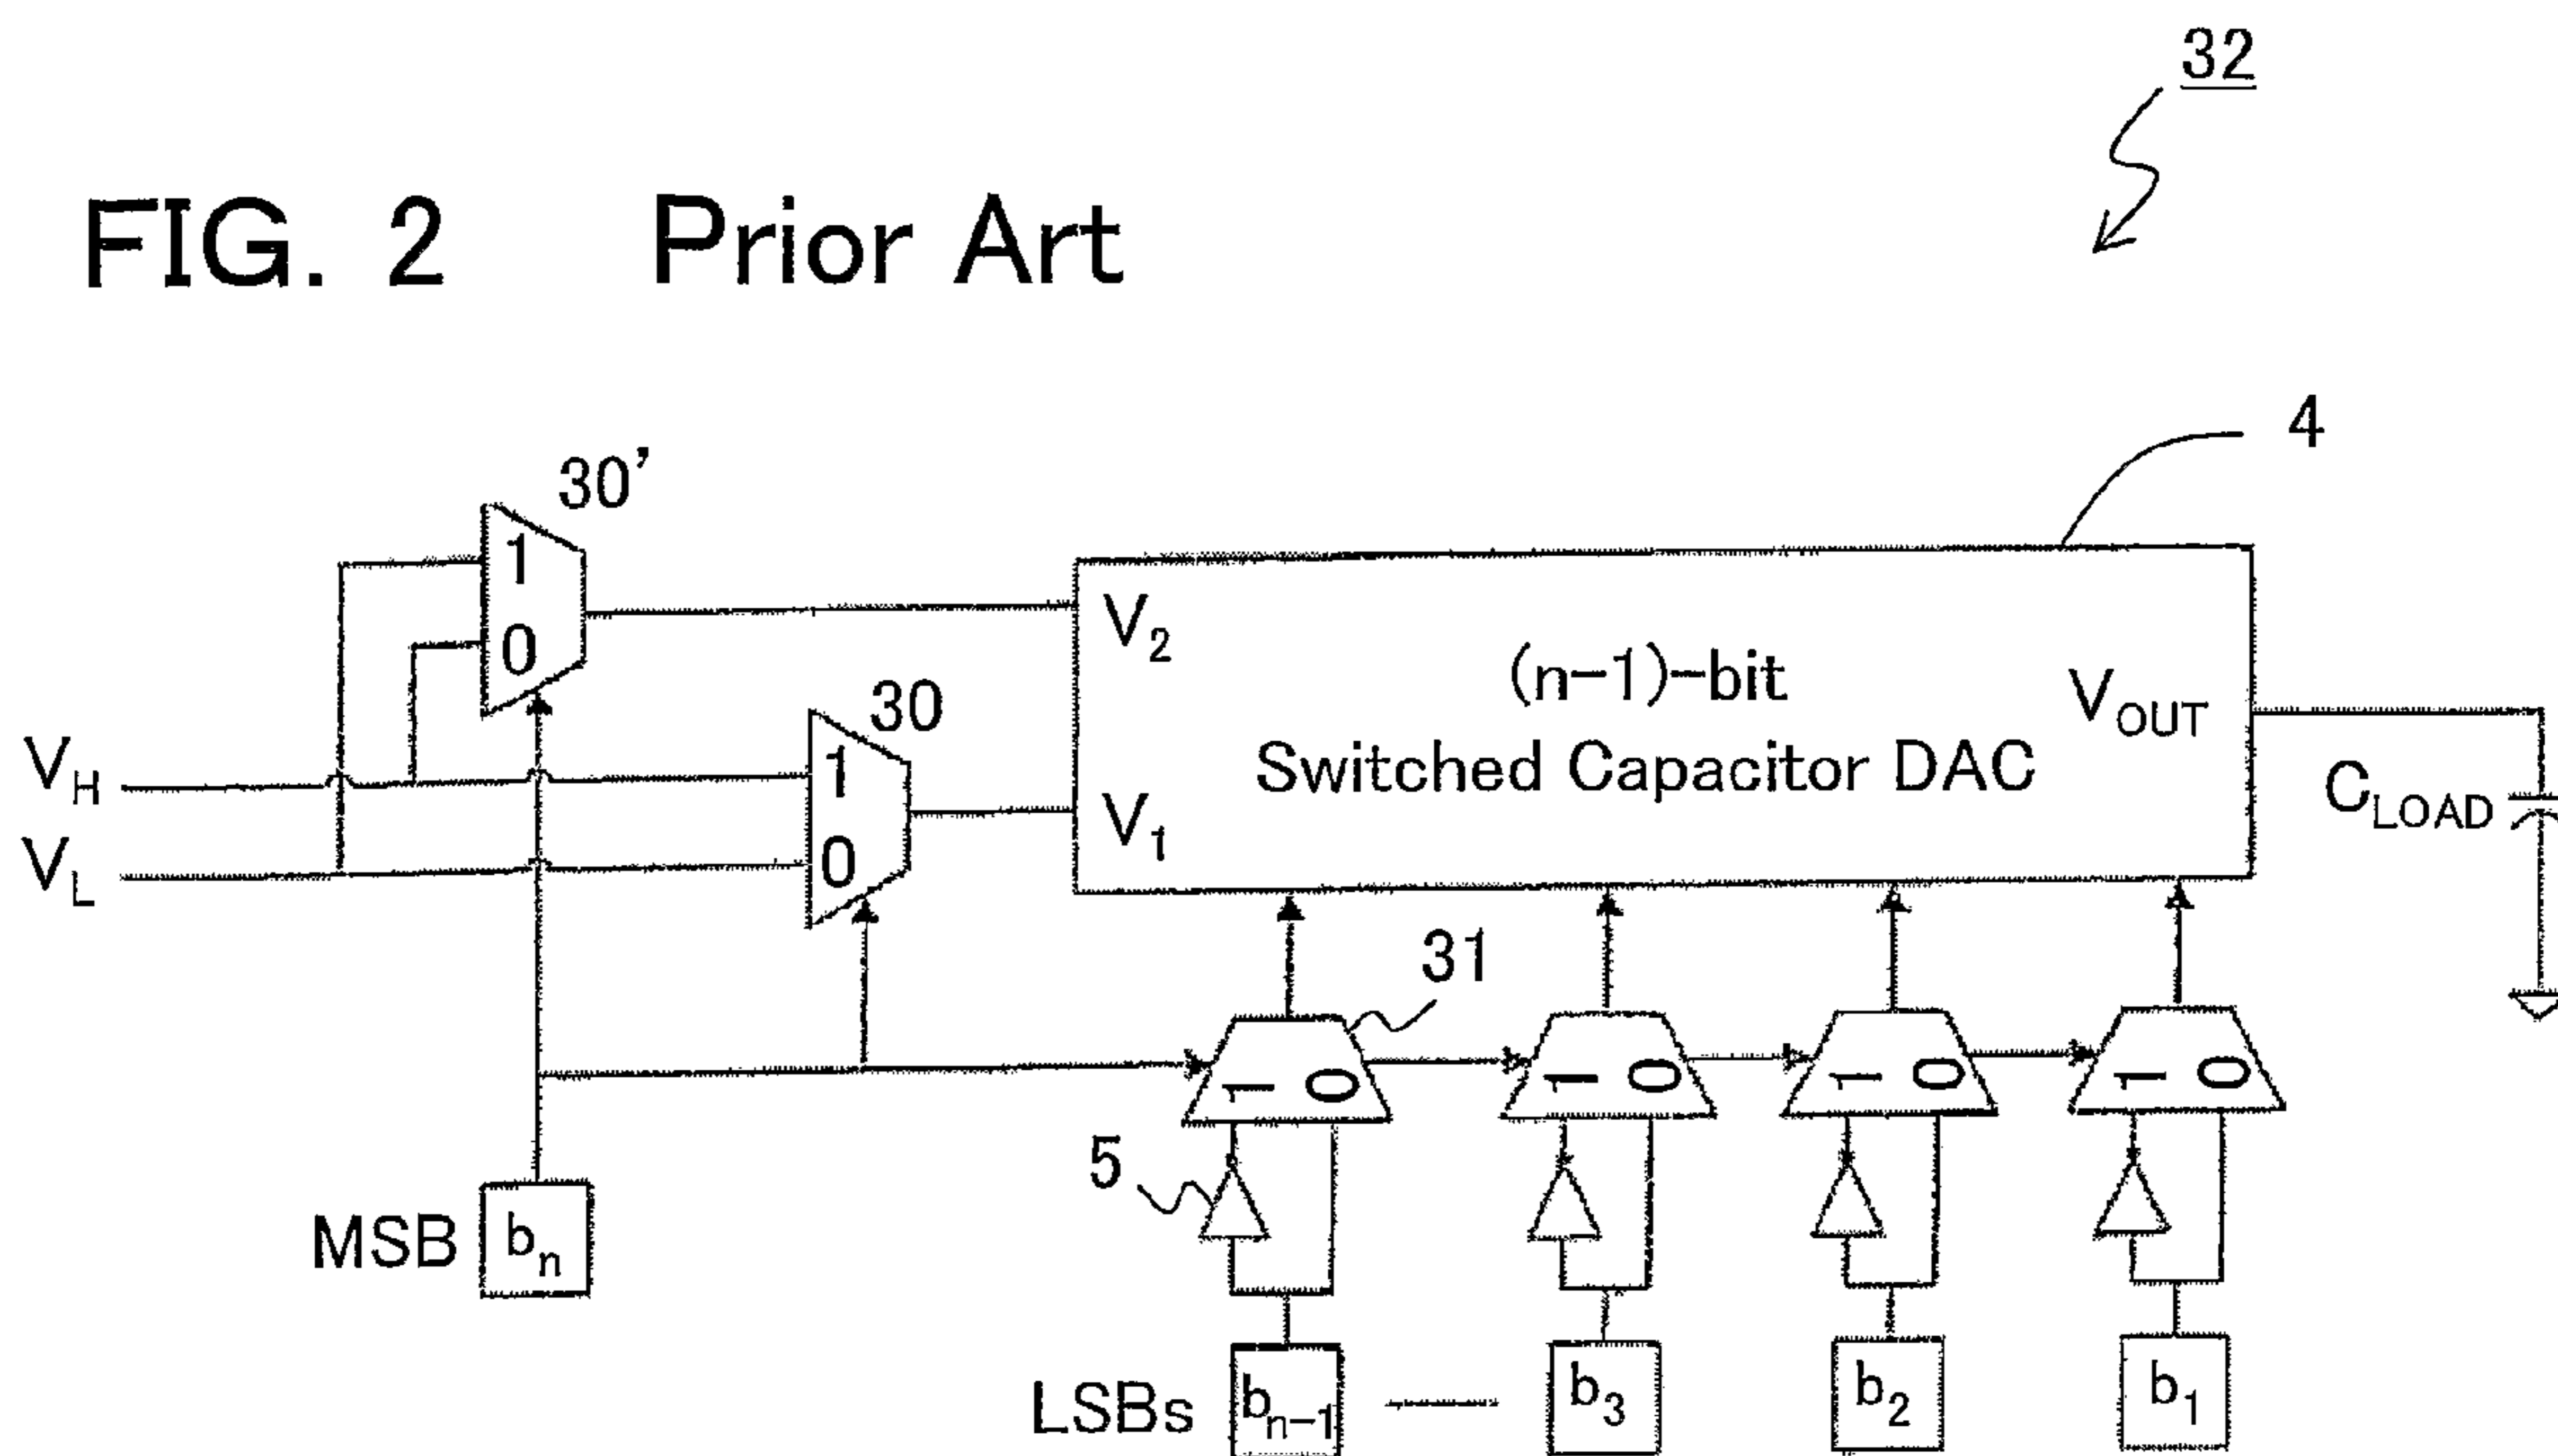 32
FIG. 2 Prior Art
4
30'
1
0
V2
(n-1)-bit
Switched Capacitor DAC
VOUT
30
VH
VL
1
0
V1
CLOAD
31
1 0
1 0
1 0
1 0
5
MSB bn
LSBs bn-1 b3 b2 b1